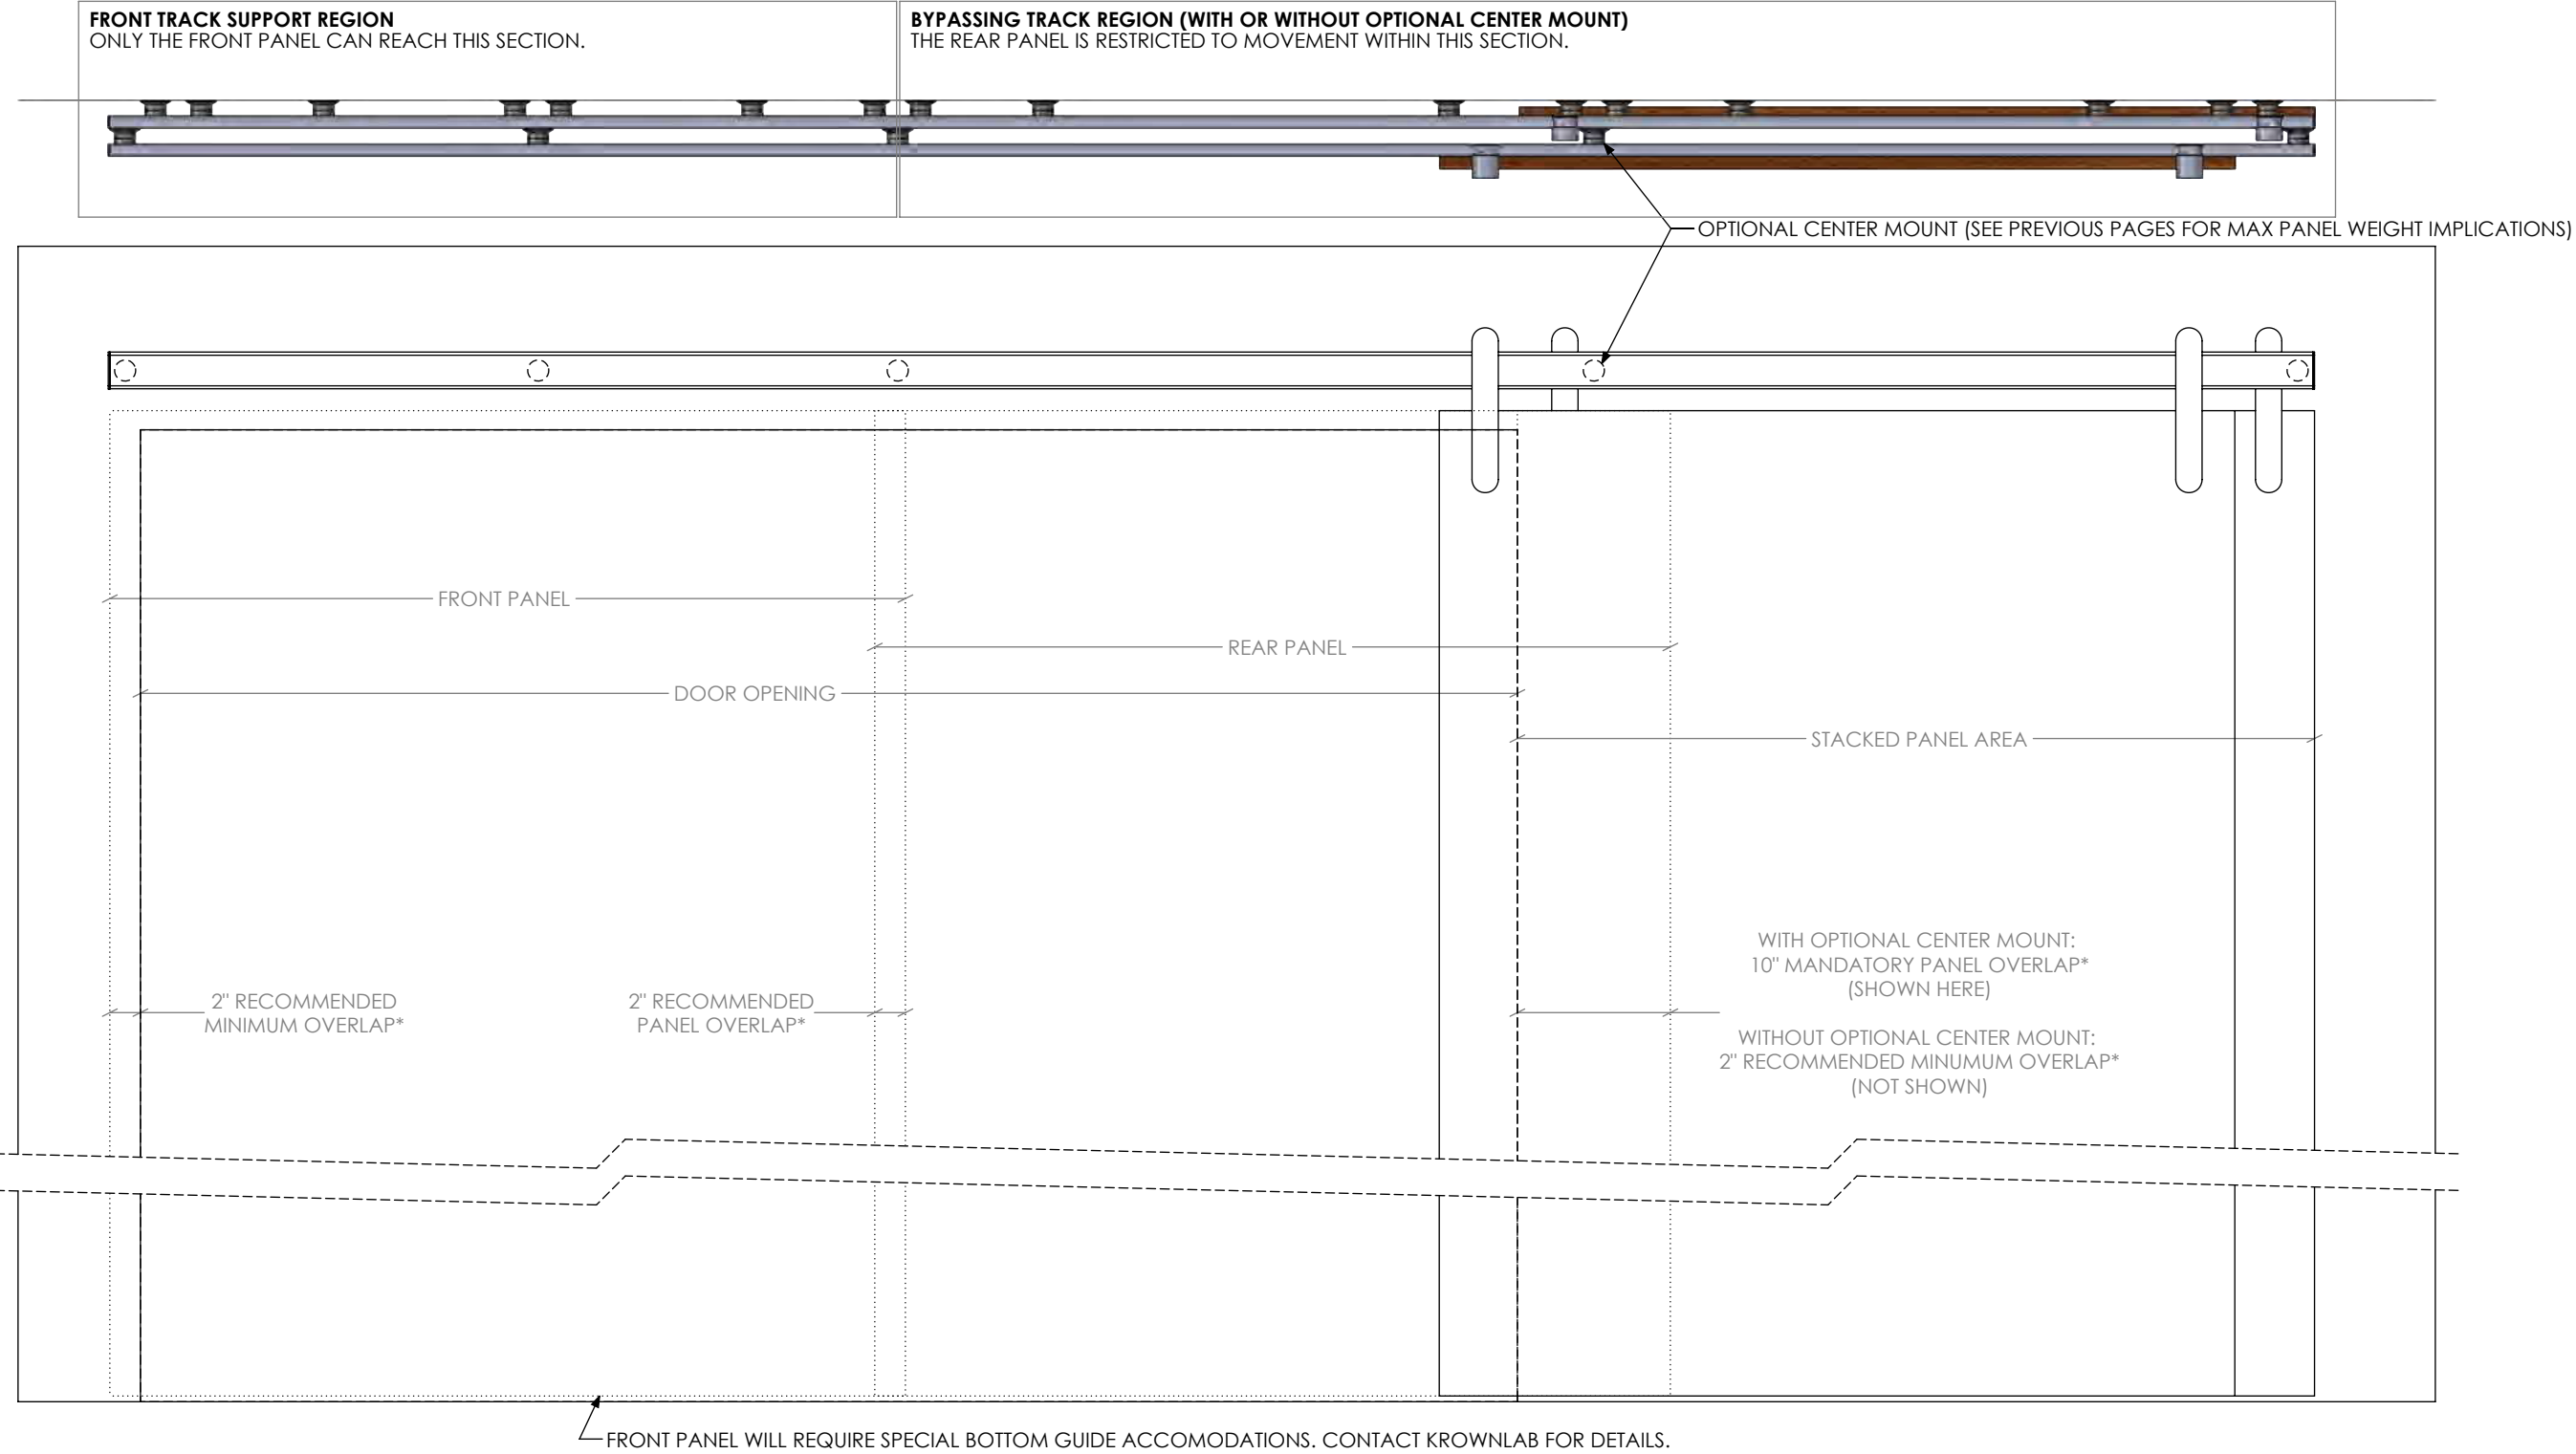 FRONT TRACK SUPPORT REGION
ONLY THE FRONT PANEL CAN REACH THIS SECTION.
BYPASSING TRACK REGION (WITH OR WITHOUT OPTIONAL CENTER MOUNT)
THE REAR PANEL IS RESTRICTED TO MOVEMENT WITHIN THIS SECTION.
OPTIONAL CENTER MOUNT (SEE PREVIOUS PAGES FOR MAX PANEL WEIGHT IMPLICATIONS)
FRONT PANEL
REAR PANEL
DOOR OPENING
STACKED PANEL AREA
2" RECOMMENDED
MINIMUM OVERLAP*
2" RECOMMENDED
PANEL OVERLAP*
WITH OPTIONAL CENTER MOUNT:
10" MANDATORY PANEL OVERLAP*
(SHOWN HERE)
WITHOUT OPTIONAL CENTER MOUNT:
2" RECOMMENDED MINUMUM OVERLAP*
(NOT SHOWN)
FRONT PANEL WILL REQUIRE SPECIAL BOTTOM GUIDE ACCOMODATIONS. CONTACT KROWNLAB FOR DETAILS.